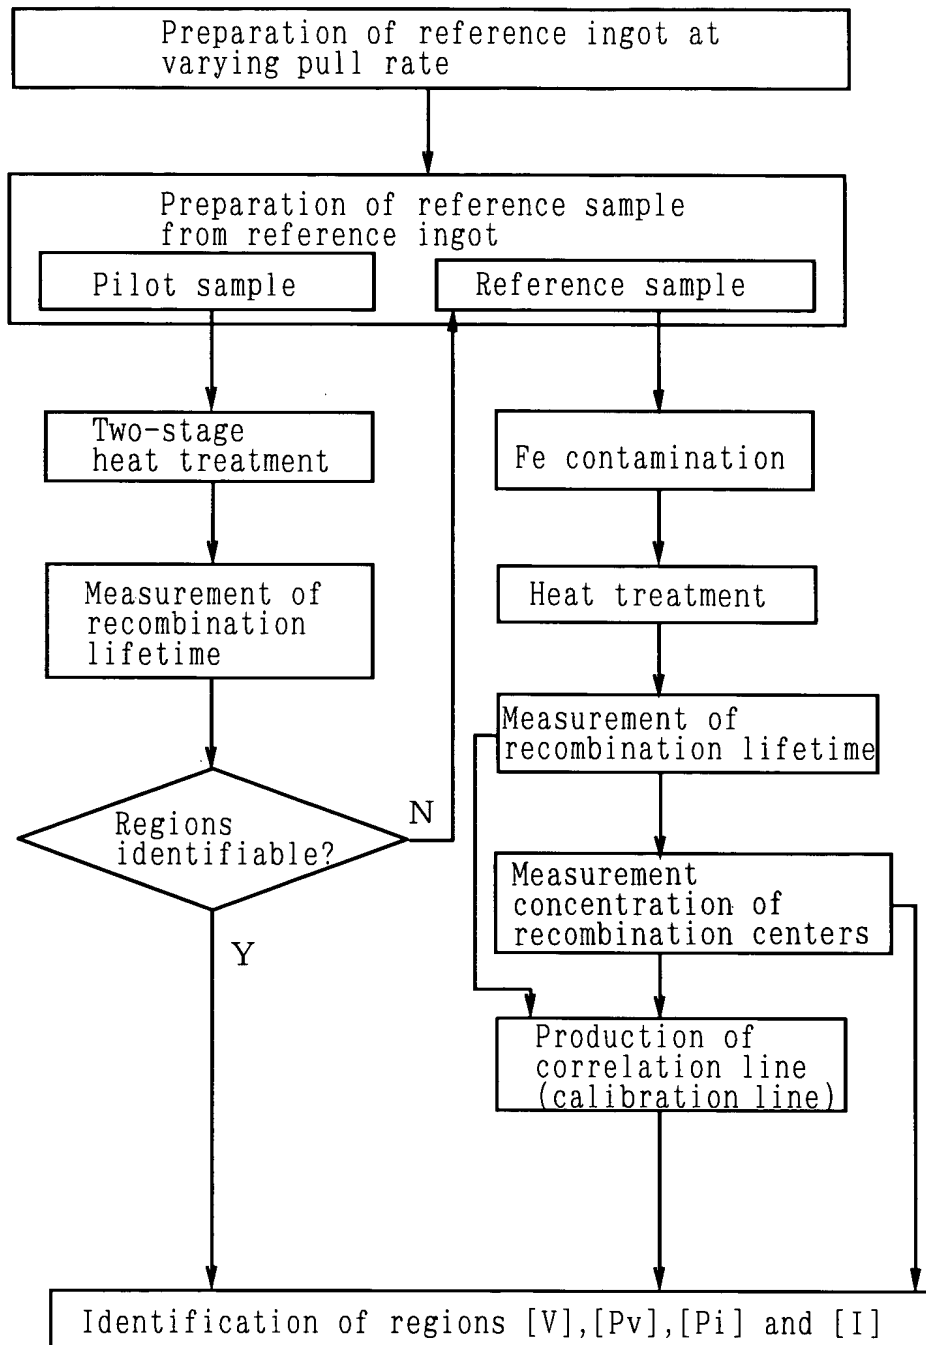 Preparation of reference ingot at
varying pull rate
Preparation of reference sample
from reference ingot
Pilot sample
Reference sample
Two-stage
heat treatment
Fe contamination
Measurement of
recombination
lifetime
Heat treatment
Measurement of
recombination lifetime
Regions
identifiable?
N
Y
Measurement
concentration of
recombination centers
Production of
correlation line
(calibration line)
Identification of regions [V],[Pv],[Pi] and [I]